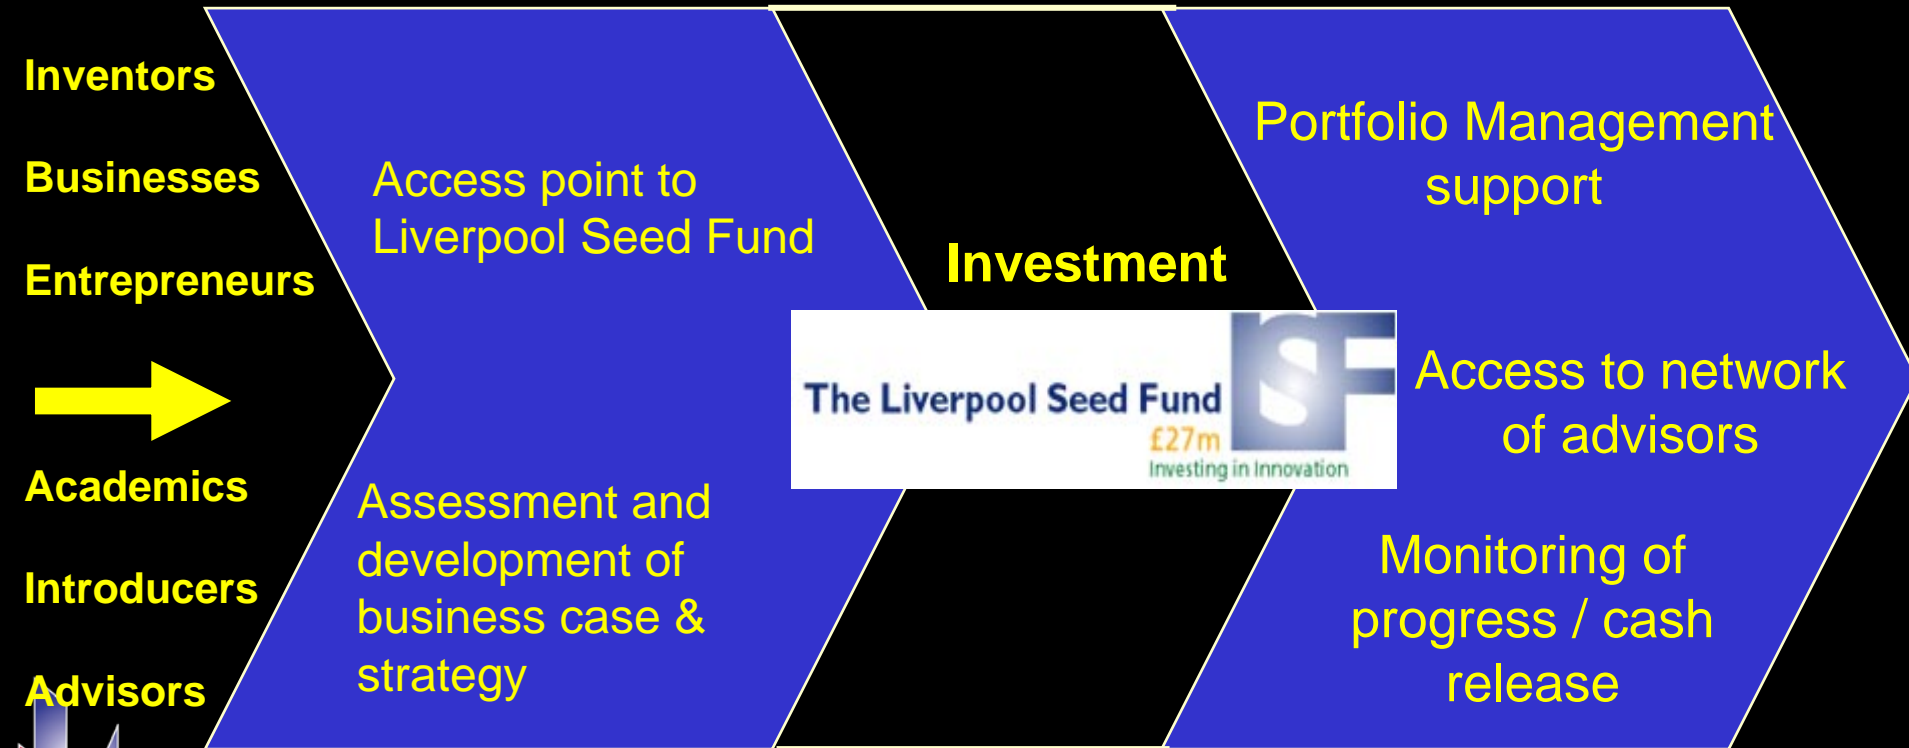 Inventors
Businesses
Entrepreneurs
Academics
Introducers
Advisors
Access point to
Liverpool Seed Fund
Assessment and
development of
business case &
strategy
Investment
The Liverpool Seed Fund
£27m
Investing in Innovation
LSF
Portfolio Management
support
Access to network
of advisors
Monitoring of
progress / cash
release